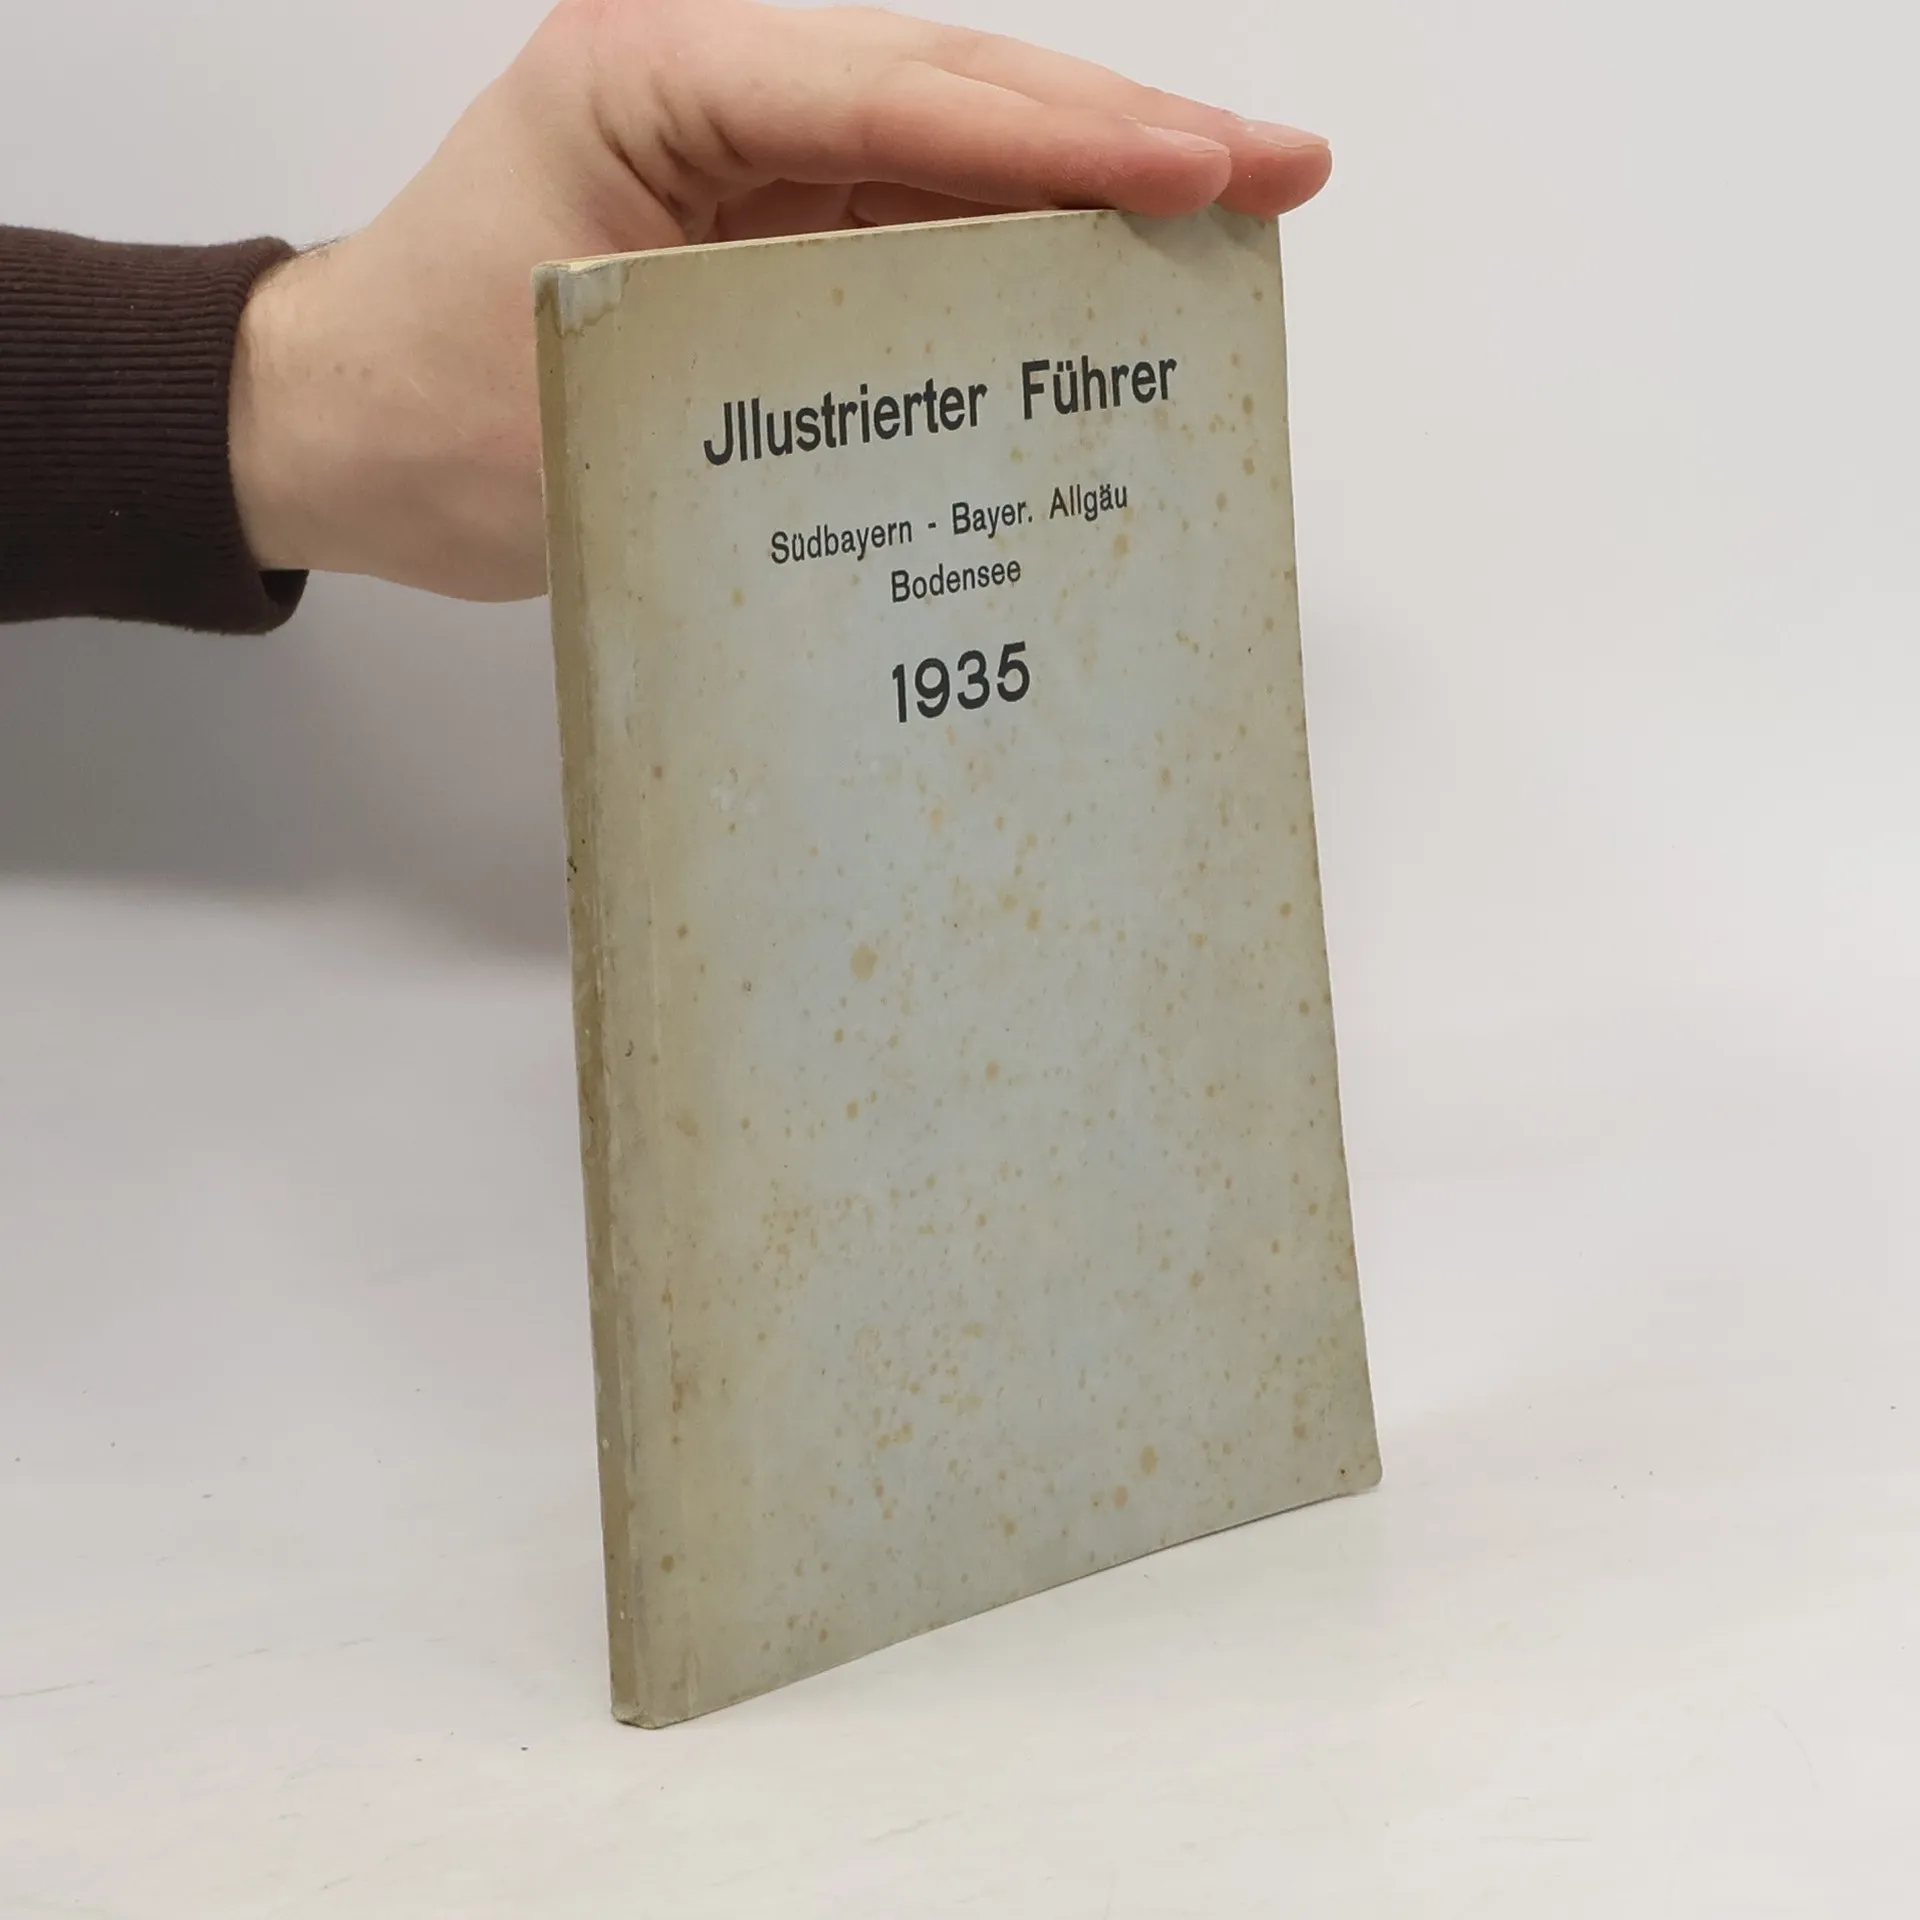 Jllustrierter Führer
Südbayern - Bayer. Allgäu
Bodensee
1935